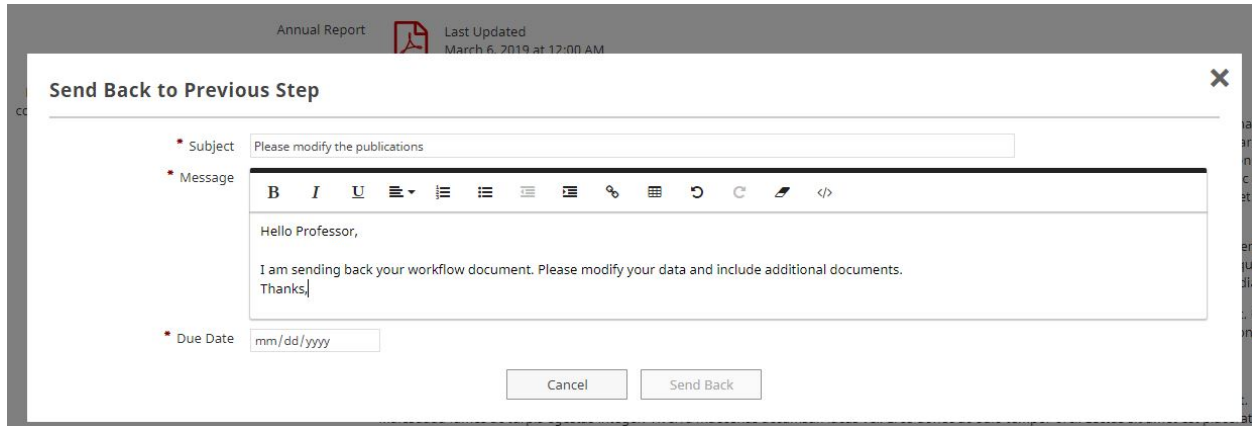 Annual Report
Last Updated
March 6, 2019 at 12:00 AM
Send Back to Previous Step
* Subject
Please modify the publications
* Message
B I U </>
Hello Professor,
I am sending back your workflow document. Please modify your data and include additional documents.
Thanks,
* Due Date
mm/dd/yyyy
Cancel
Send Back